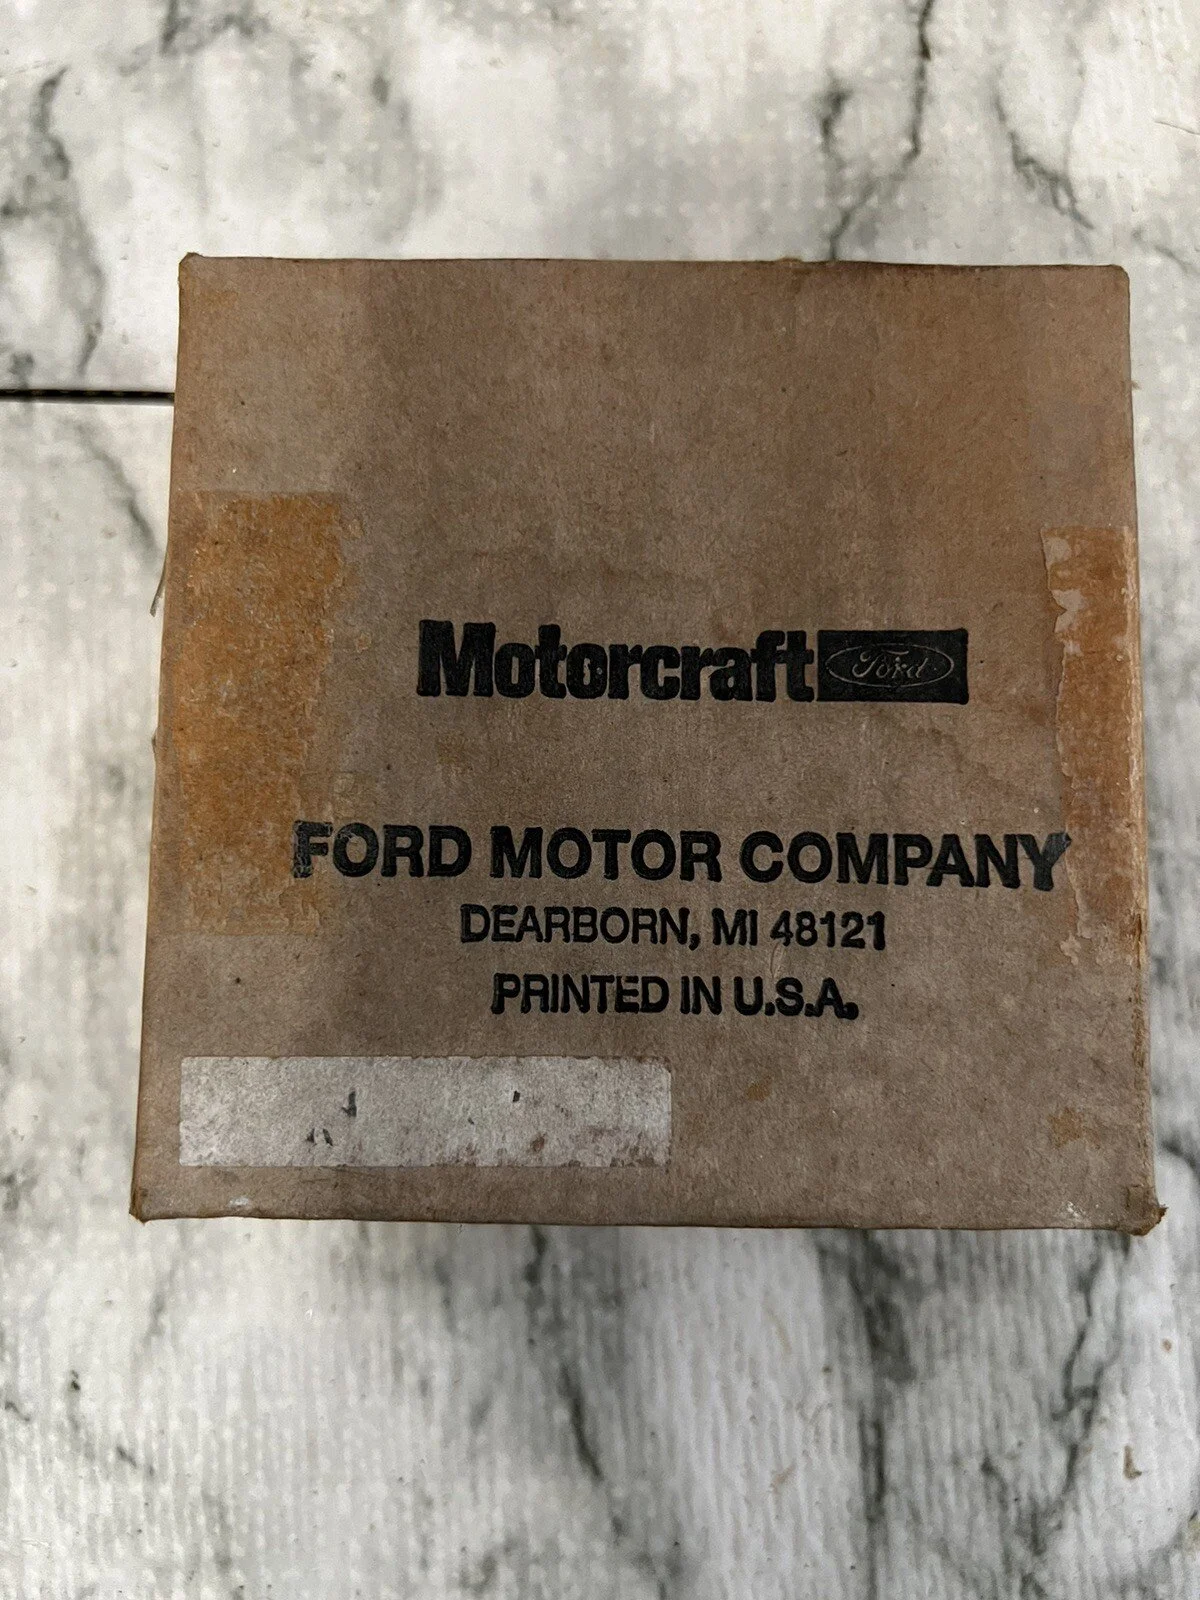 Motorcraft Ford
FORD MOTOR COMPANY
DEARBORN, MI 48121
PRINTED IN U.S.A.